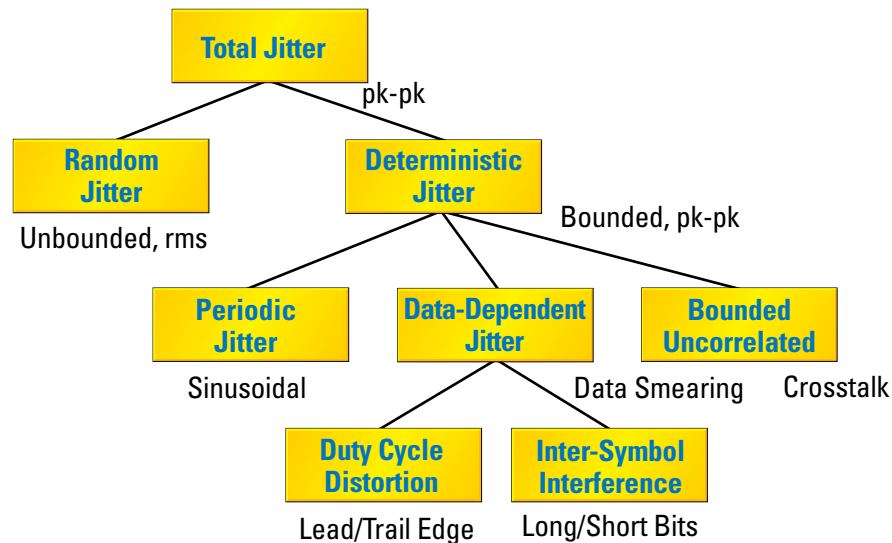 Total Jitter
pk-pk
Random
Jitter
Deterministic
Jitter
Unbounded, rms
Bounded, pk-pk
Periodic
Jitter
Data-Dependent
Jitter
Bounded
Uncorrelated
Sinusoidal
Data Smearing
Crosstalk
Duty Cycle
Distortion
Inter-Symbol
Interference
Lead/Trail Edge
Long/Short Bits